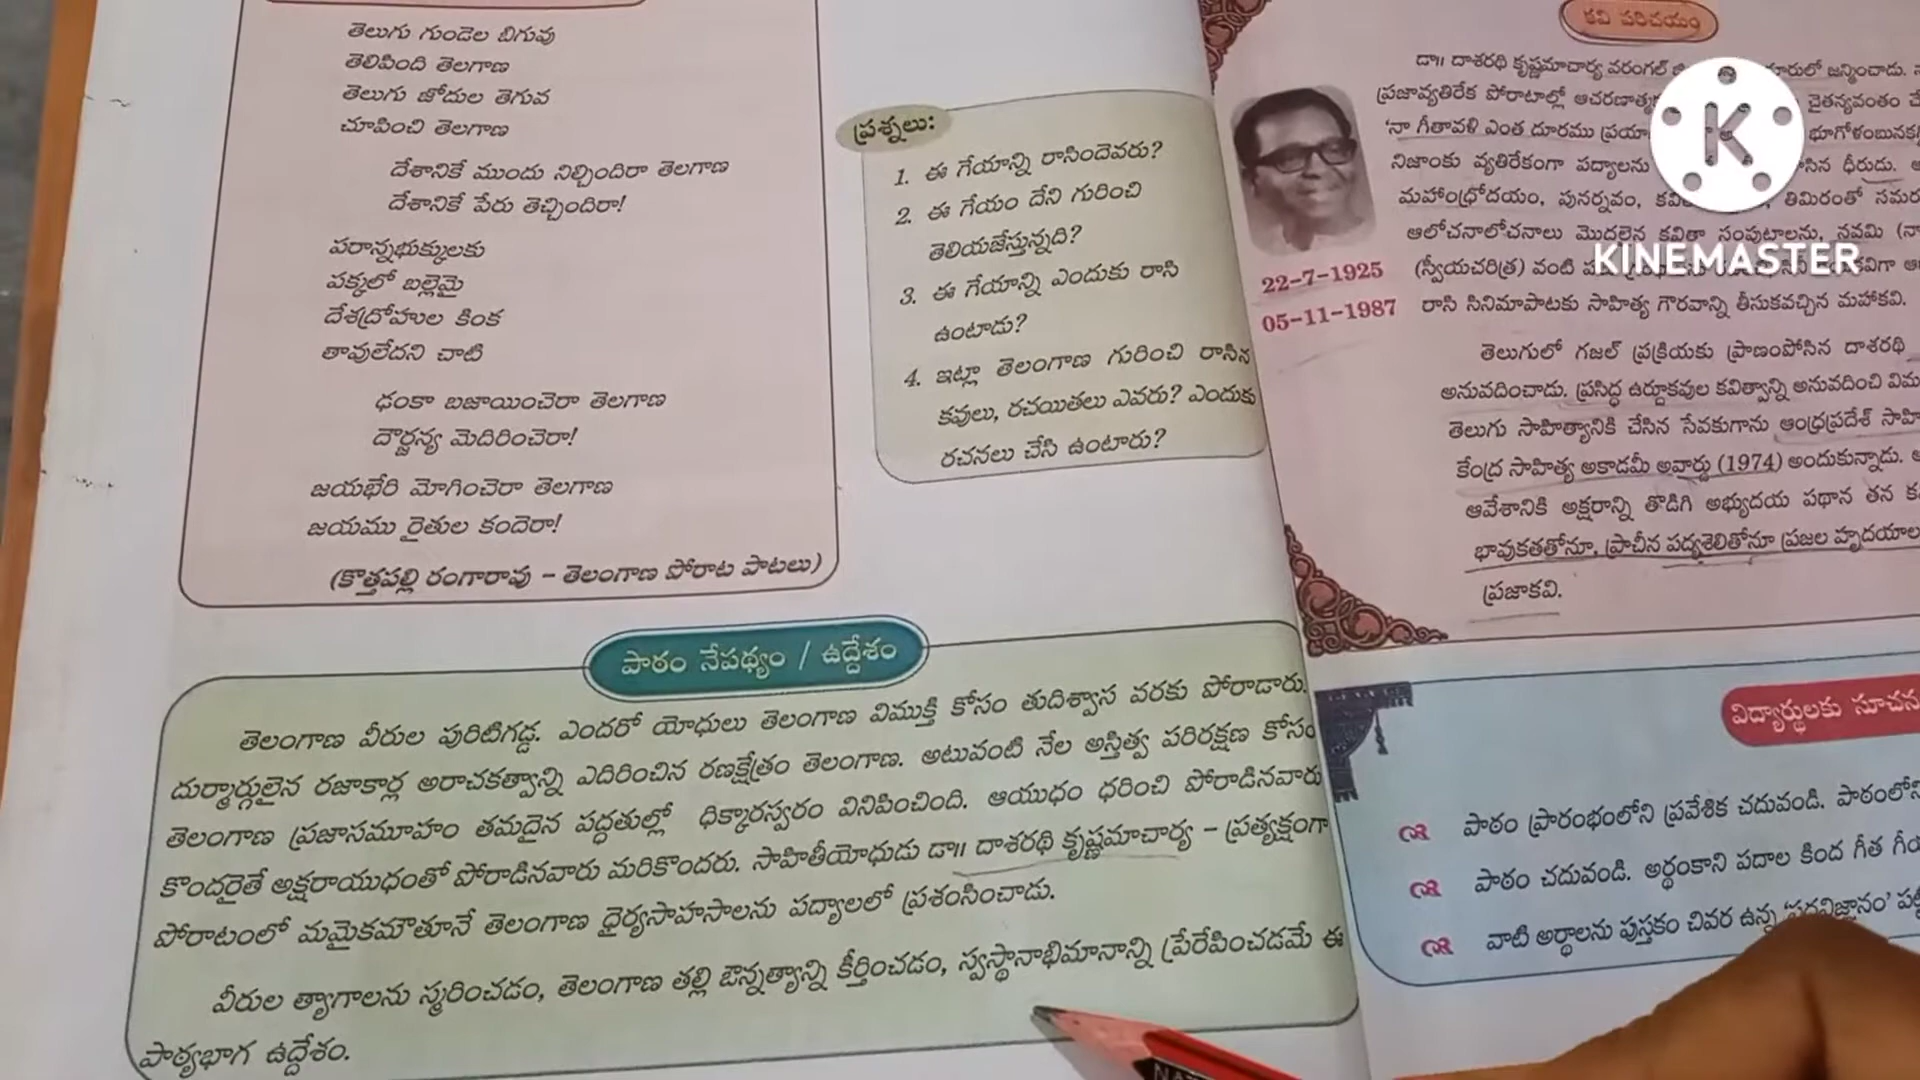 తెలుగు గుండెల బిగువు
తెలిపింది తెలగాణ
తెలుగు జోదుల తెగువ
చూపించి తెలగాణ
దేశానికే ముందు నిల్చిందిరా తెలగాణ
దేశానికే పేరు తెచ్చిందిరా!
పరాన్నభుక్కులకు
పక్కలో బల్లెమై
దేశద్రోహుల కింక
తావులేదని చాటి
ఢంకా బజాయించెరా తెలగాణ
దౌర్జన్య మెదిరించెరా!
జయభేరి మోగించెరా తెలగాణ
జయము రైతుల కందెరా!
(కొత్తపల్లి రంగారావు – తెలంగాణ పోరాట పాటలు)
ప్రశ్నలు:
1. ఈ గేయాన్ని రాసిందెవరు?
2. ఈ గేయం దేని గురించి
తెలియజేస్తున్నది?
3. ఈ గేయాన్ని ఎందుకు రాసి
ఉంటాడు?
4. ఇట్లా తెలంగాణ గురించి రాసిన
కవులు, రచయితలు ఎవరు? ఎందుకు
రచనలు చేసి ఉంటారు?
పాఠం నేపథ్యం / ఉద్దేశం
తెలంగాణ వీరుల పురిటిగడ్డ. ఎందరో యోధులు తెలంగాణ విముక్తి కోసం తుదిశ్వాస వరకు పోరాడారు.
దుర్మార్గులైన రజాకార్ల అరాచకత్వాన్ని ఎదిరించిన రణక్షేత్రం తెలంగాణ. అటువంటి నేల అస్తిత్వ పరిరక్షణ కోసం
తెలంగాణ ప్రజాసమూహం తమదైన పద్ధతుల్లో ధిక్కారస్వరం వినిపించింది. ఆయుధం ధరించి పోరాడినవారు
కొందరైతే అక్షరాయుధంతో పోరాడినవారు మరికొందరు. సాహితీయోధుడు డా॥ దాశరథి కృష్ణమాచార్య – ప్రత్యక్షంగా
పోరాటంలో మమైకమౌతూనే తెలంగాణ ధైర్యసాహసాలను పద్యాలలో ప్రశంసించాడు.
వీరుల త్యాగాలను స్మరించడం, తెలంగాణ తల్లి ఔన్నత్యాన్ని కీర్తించడం, స్వస్థానాభిమానాన్ని ప్రేరేపించడమే ఈ
పాఠ్యభాగ ఉద్దేశం.
కవి పరిచయం
డా॥ దాశరథి కృష్ణమాచార్య వరంగల్ జన్మించాడు.
ప్రజావ్యతిరేక పోరాటాల్లో చైతన్యవంతం
'నా గీతావళి ఎంత దూరము
నిజాంకు వ్యతిరేకంగా పద్యాలను ధీరుడు.
మహాంధ్రోదయం, పునర్నవం, తిమిరంతో
ఆలోచనాలోచనాలు మొదలైన కవితా సంపుటాలను, నవమి
(స్వీయచరిత్ర) వంటి
రాసి సినిమాపాటకు సాహిత్య గౌరవాన్ని తీసుకవచ్చిన మహాకవి.
22-7-1925
05-11-1987
తెలుగులో గజల్ ప్రక్రియకు ప్రాణంపోసిన దాశరథి
అనువదించాడు. ప్రసిద్ధ ఉర్దూకవుల కవిత్వాన్ని అనువదించి
తెలుగు సాహిత్యానికి చేసిన సేవకుగాను ఆంధ్రప్రదేశ్
కేంద్ర సాహిత్య అకాడమీ అవార్డు (1974) అందుకున్నాడు.
ఆవేశానికి అక్షరాన్ని తొడిగి అభ్యుదయ పథాన తన
భావుకతతోనూ, ప్రాచీన పద్యశైలితోనూ ప్రజల
ప్రజాకవి.
KINEMASTER
విద్యార్థులకు
పాఠం ప్రారంభంలోని ప్రవేశిక చదువండి.
పాఠం చదువండి. అర్థంకాని పదాల కింద గీత
వాటి అర్థాలను పుస్తకం చివర ఉన్న 'పదవిజ్ఞానం'